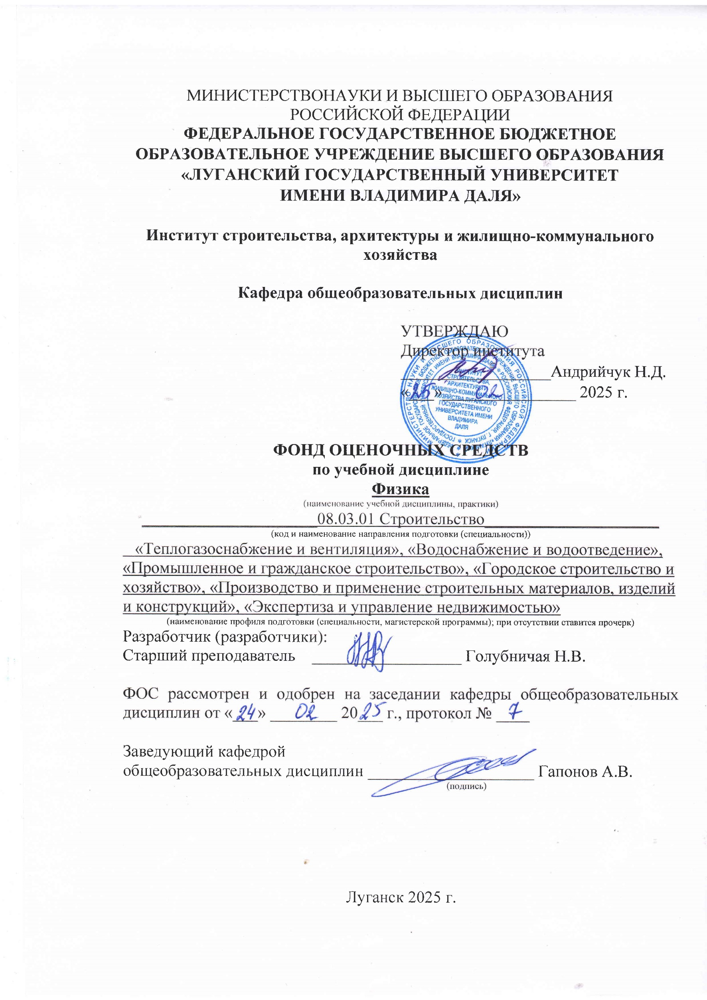 МИНИСТЕРСТВОНАУКИ И ВЫСШЕГО ОБРАЗОВАНИЯ
РОССИЙСКОЙ ФЕДЕРАЦИИ
ФЕДЕРАЛЬНОЕ ГОСУДАРСТВЕННОЕ БЮДЖЕТНОЕ
ОБРАЗОВАТЕЛЬНОЕ УЧРЕЖДЕНИЕ ВЫСШЕГО ОБРАЗОВАНИЯ
«ЛУГАНСКИЙ ГОСУДАРСТВЕННЫЙ УНИВЕРСИТЕТ
ИМЕНИ ВЛАДИМИРА ДАЛЯ»
Институт строительства, архитектуры и жилищно-коммунального
хозяйства
Кафедра общеобразовательных дисциплин
УТВЕРЖДАЮ
Директор института
Андрийчук Н.Д.
«25» 02 2025 г.
ИНСТИТУТ
СТРОИТЕЛЬСТВА,
АРХИТЕКТУРЫ И
ЖИЛИЩНО-КОММУНАЛЬНОГО
ХОЗЯЙСТВА ЛУГАНСКОГО
ГОСУДАРСТВЕННОГО
УНИВЕРСИТЕТА ИМЕНИ
ВЛАДИМИРА
ДАЛЯ
ФОНД ОЦЕНОЧНЫХ СРЕДСТВ
по учебной дисциплине
Физика
(наименование учебной дисциплины, практики)
08.03.01 Строительство
(код и наименование направления подготовки (специальности))
«Теплогазоснабжение и вентиляция», «Водоснабжение и водоотведение»,
«Промышленное и гражданское строительство», «Городское строительство и
хозяйство», «Производство и применение строительных материалов, изделий
и конструкций», «Экспертиза и управление недвижимостью»
(наименование профиля подготовки (специальности, магистерской программы); при отсутствии ставится прочерк)
Разработчик (разработчики):
Старший преподаватель Голубничая Н.В.
ФОС рассмотрен и одобрен на заседании кафедры общеобразовательных
дисциплин от «24» 02 2025 г., протокол № 7
Заведующий кафедрой
общеобразовательных дисциплин Гапонов А.В.
(подпись)
Луганск 2025 г.